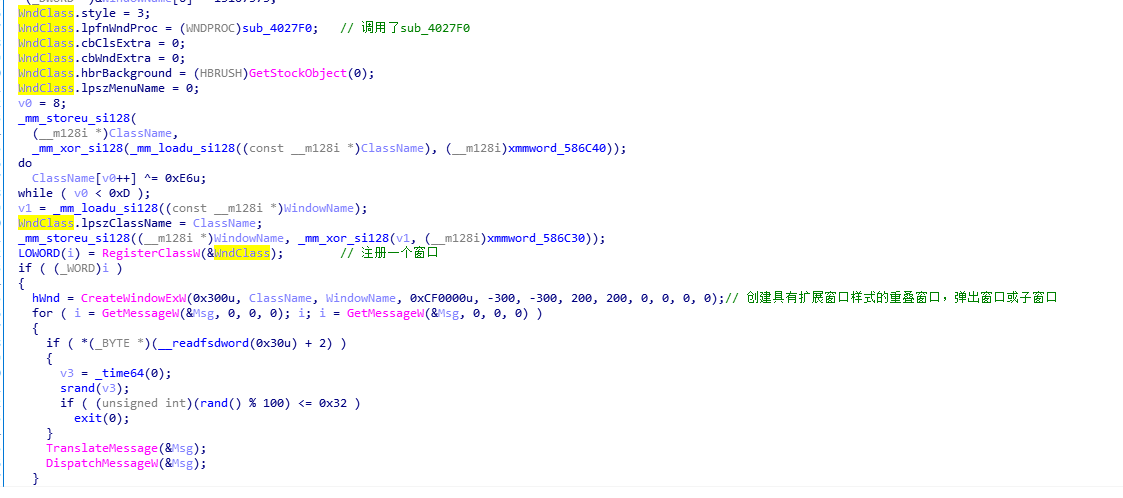 WndClass.style = 3;
WndClass.lpfnWndProc = (WNDPROC)sub_4027F0;   // 调用了sub_4027F0
WndClass.cbClsExtra = 0;
WndClass.cbWndExtra = 0;
WndClass.hbrBackground = (HBRUSH)GetStockObject(0);
WndClass.lpszMenuName = 0;
v0 = 8;
_mm_storeu_si128(
  (__m128i *)ClassName,
  _mm_xor_si128(_mm_loadu_si128((const __m128i *)ClassName), (__m128i)xmmword_586C40));
do
  ClassName[v0++] ^= 0xE6u;
while ( v0 < 0xD );
v1 = _mm_loadu_si128((const __m128i *)WindowName);
WndClass.lpszClassName = ClassName;
_mm_storeu_si128((__m128i *)WindowName, _mm_xor_si128(v1, (__m128i)xmmword_586C30));
LOWORD(i) = RegisterClassW(&WndClass);        // 注册一个窗口
if ( (_WORD)i )
{
  hWnd = CreateWindowExW(0x300u, ClassName, WindowName, 0xCF0000u, -300, -300, 200, 200, 0, 0, 0, 0);// 创建具有扩展窗口样式的重叠窗口，弹出窗口或子窗口
  for ( i = GetMessageW(&Msg, 0, 0, 0); i; i = GetMessageW(&Msg, 0, 0, 0) )
  {
    if ( *(_BYTE *)(__readfsdword(0x30u) + 2) )
    {
      v3 = _time64(0);
      srand(v3);
      if ( (unsigned int)(rand() % 100) <= 0x32 )
        exit(0);
    }
    TranslateMessage(&Msg);
    DispatchMessageW(&Msg);
  }